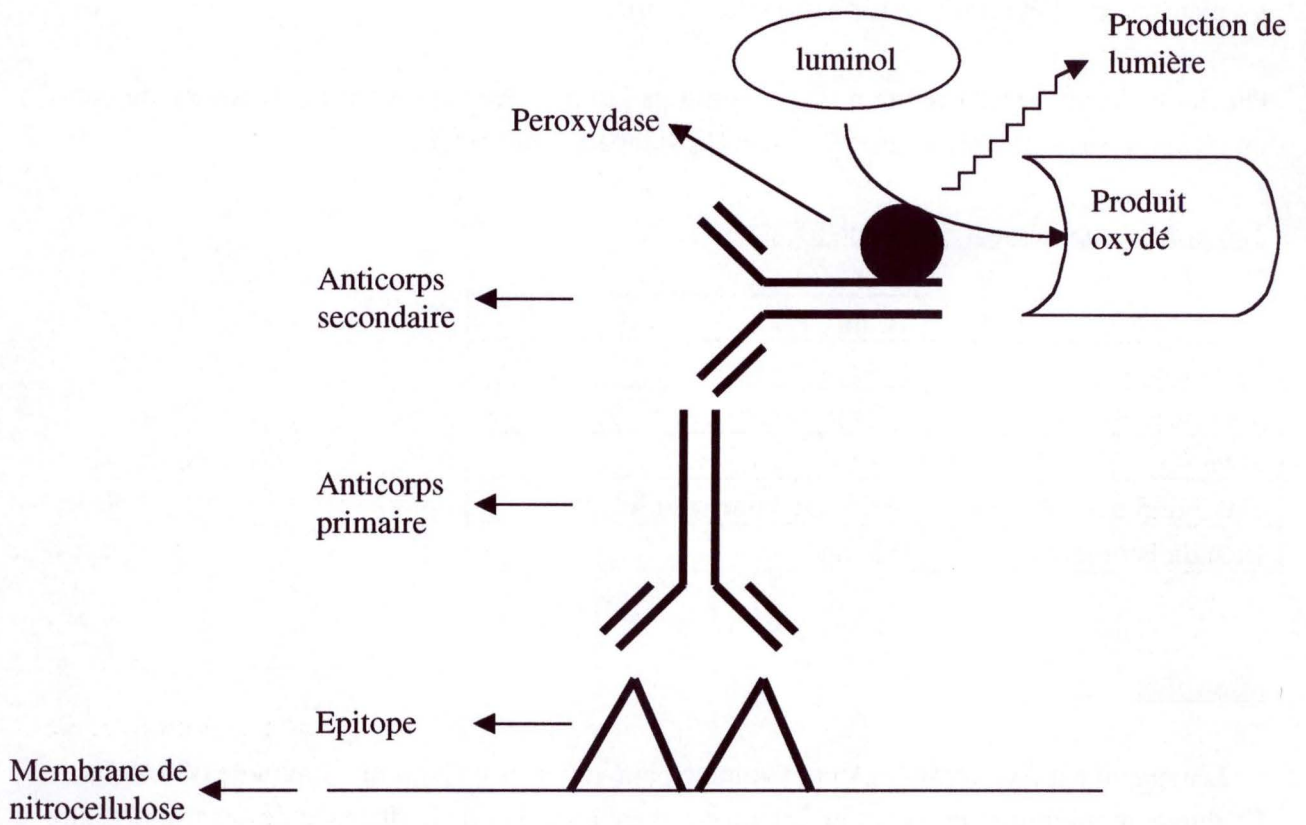 Production de
lumière
luminol
Peroxydase
Produit
oxydé
Anticorps
secondaire
Anticorps
primaire
Epitope
Membrane de
nitrocellulose